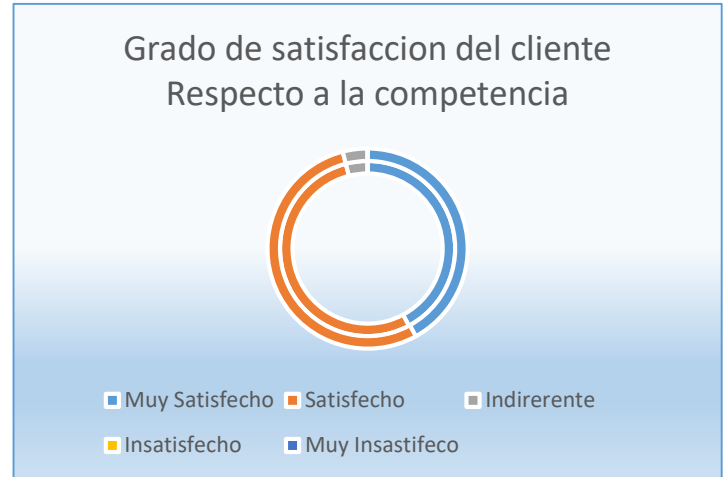 Grado de satisfaccion del cliente
Respecto a la competencia
Muy Satisfecho Satisfecho Indirerente
Insatisfecho Muy Insastifeco